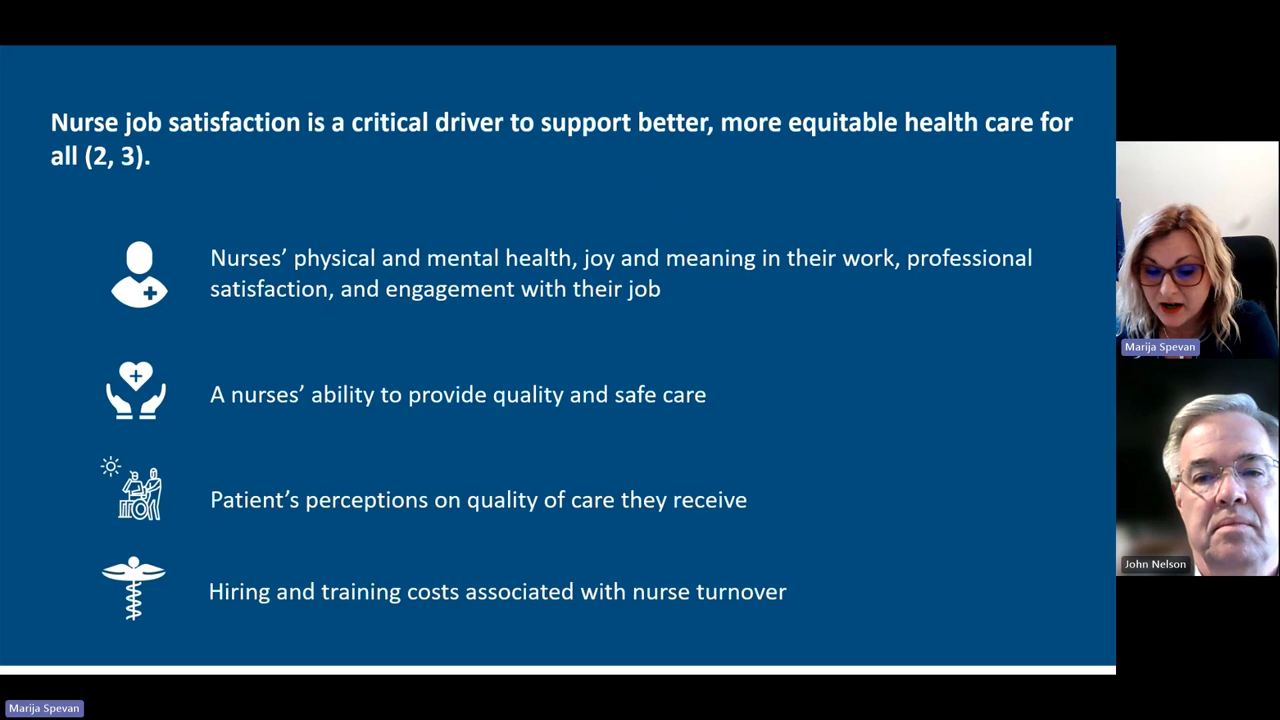 Nurse job satisfaction is a critical driver to support better, more equitable health care for
all (2, 3).
Nurses’ physical and mental health, joy and meaning in their work, professional
satisfaction, and engagement with their job
A nurses’ ability to provide quality and safe care
Patient’s perceptions on quality of care they receive
Hiring and training costs associated with nurse turnover
Marija Spevan
John Nelson
Marija Spevan